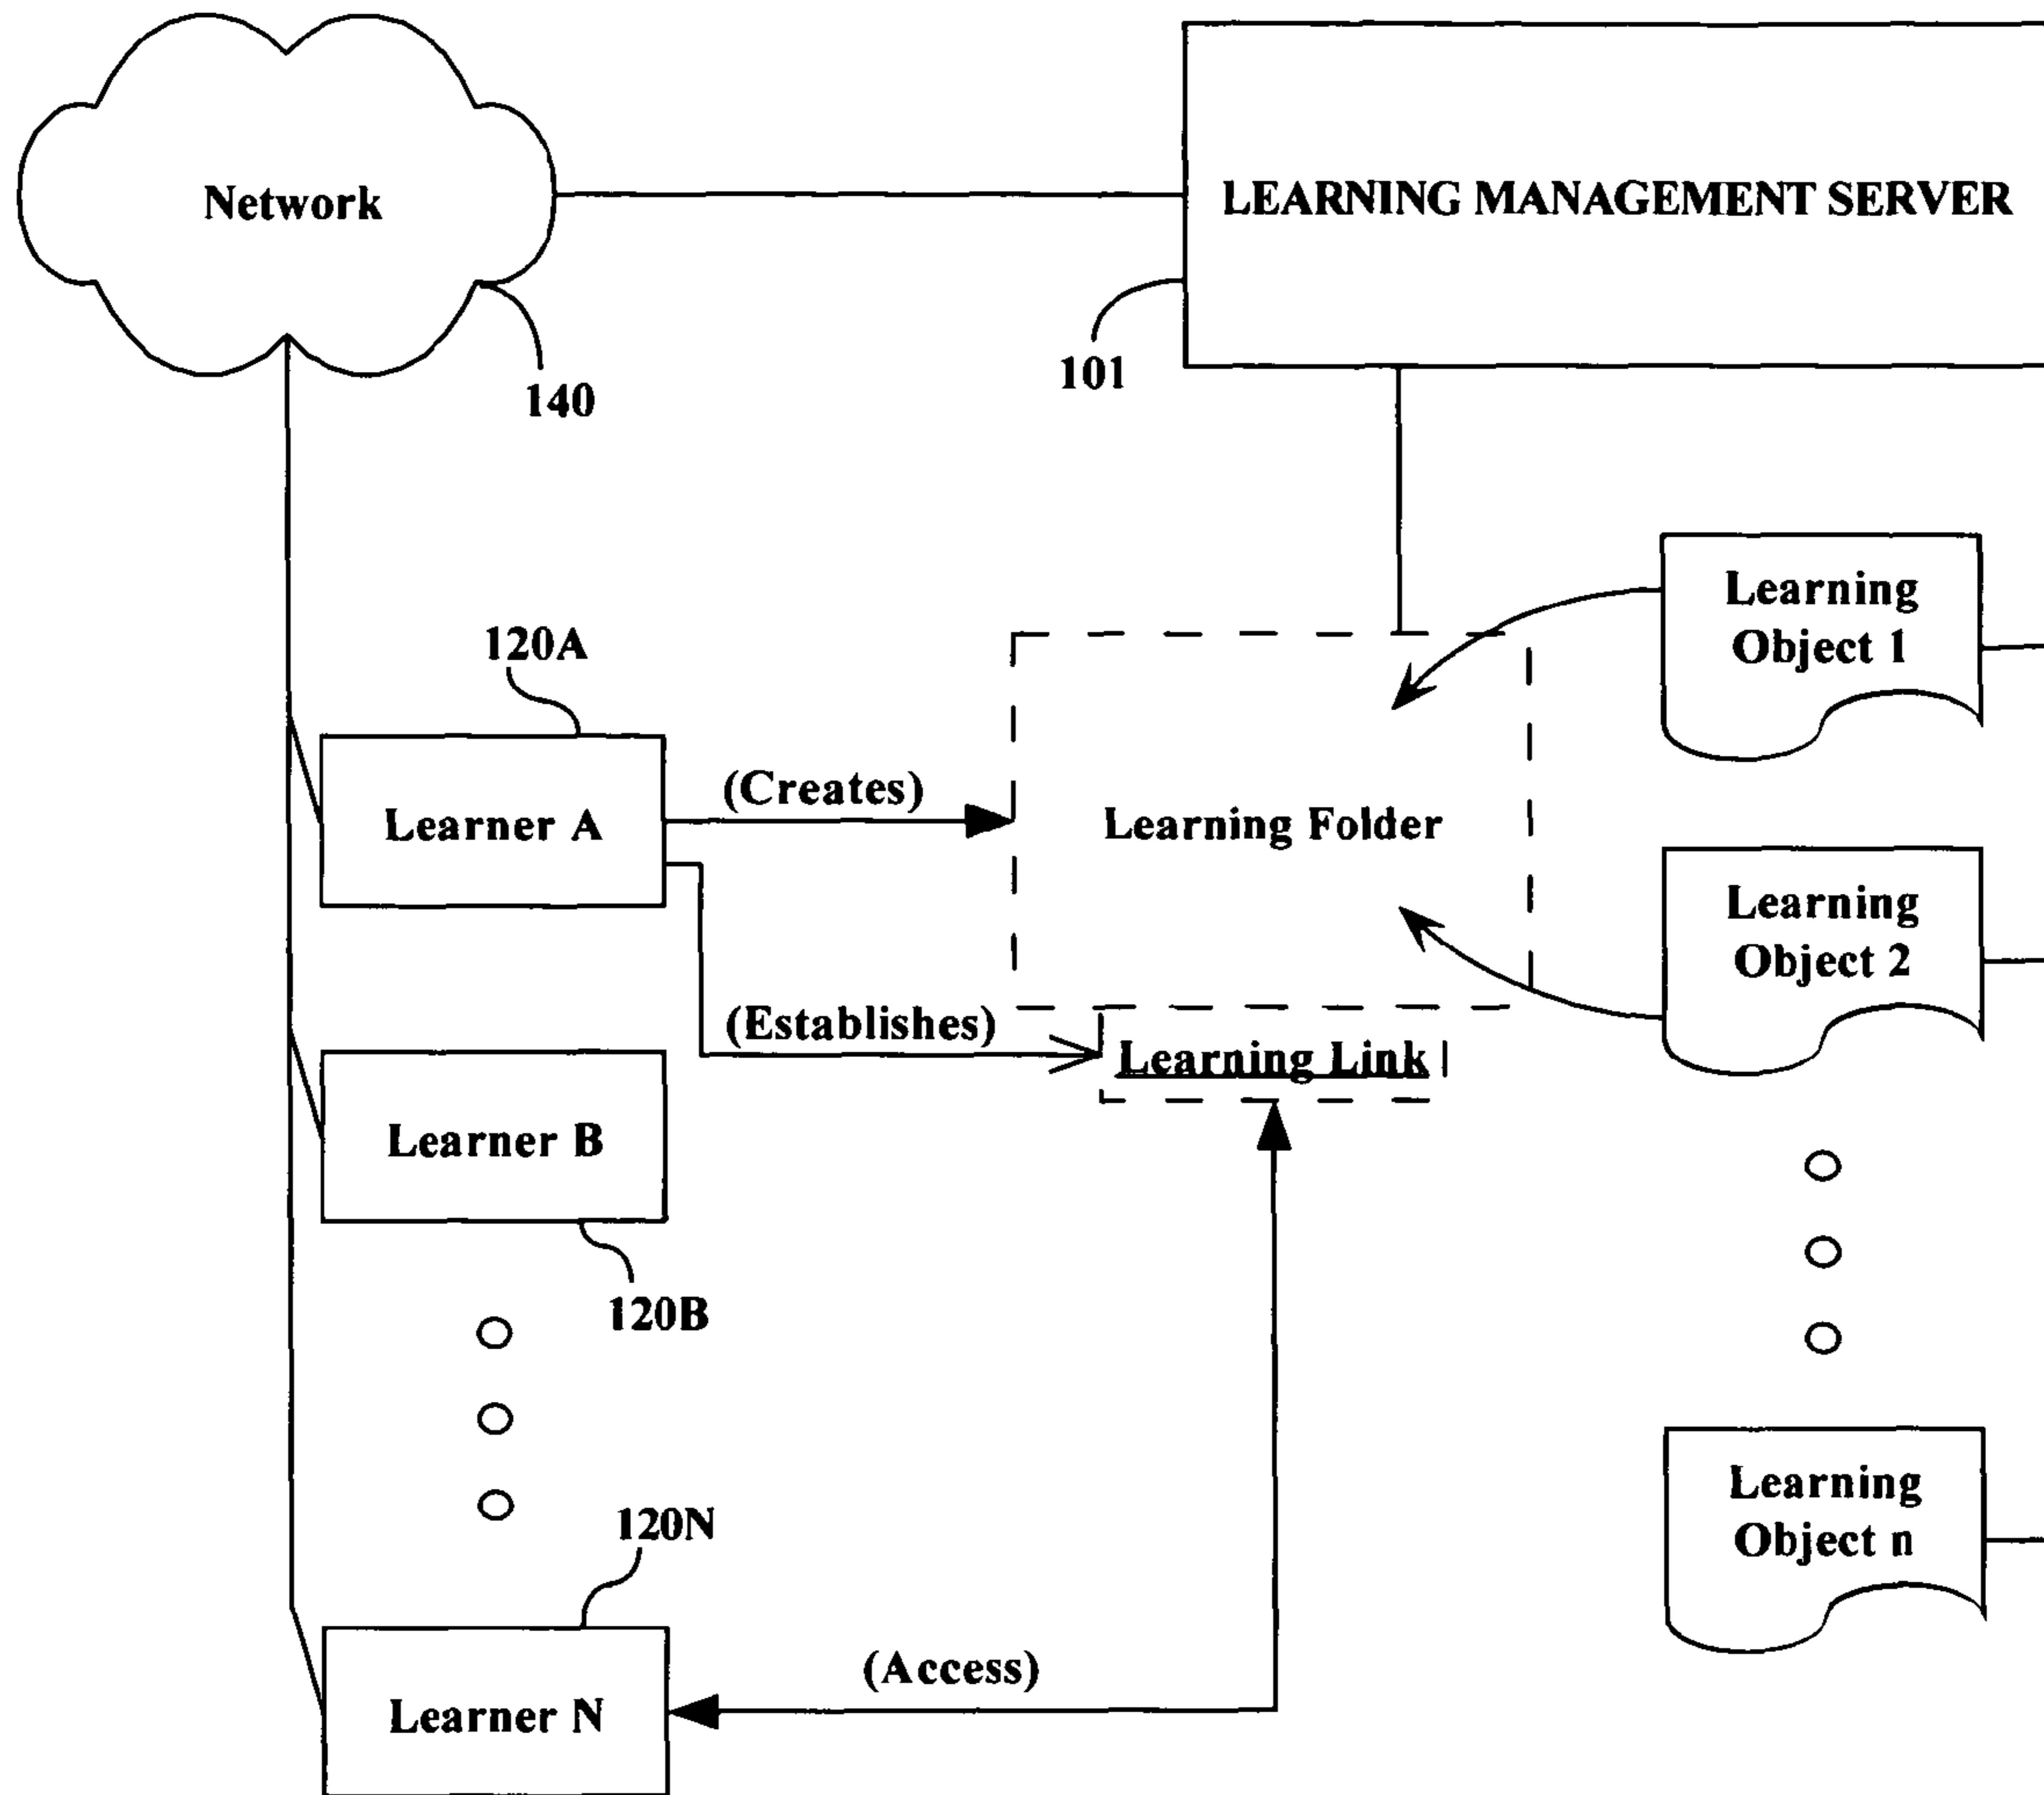 Network
LEARNING MANAGEMENT SERVER
101
140
Learning
Object 1
120A
(Creates)
Learner A
Learning Folder
Learning
Object 2
(Establishes)
Learning Link
Learner B
120B
Learning
Object n
120N
(Access)
Learner N